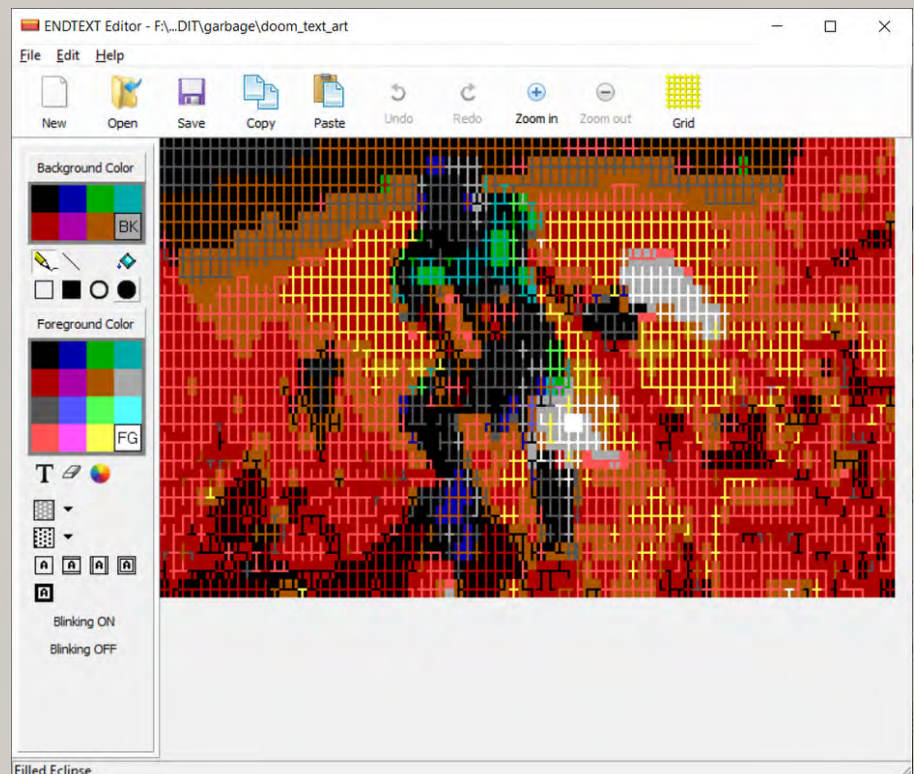 ENDTEXT Editor - F:\...DIT\garbage\doom_text_art
File Edit Help
New Open Save Copy Paste Undo Redo Zoom in Zoom out Grid
Background Color
BK
Foreground Color
FG
T
A A A A
A
Blinking ON
Blinking OFF
Filled Eclipse